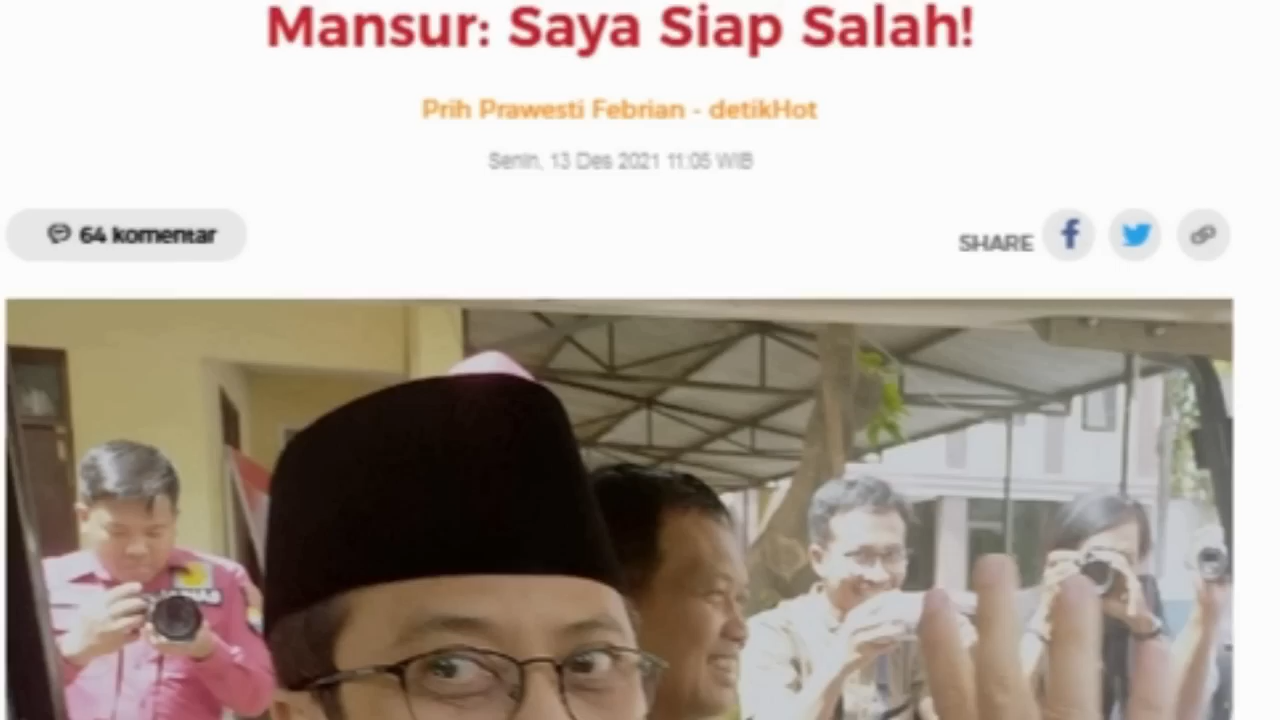 Mansur: Saya Siap Salah!
Prih Prawesti Febrian - detikHot
Senin, 13 Des 2021 11:05 WIB
64 komentar
SHARE